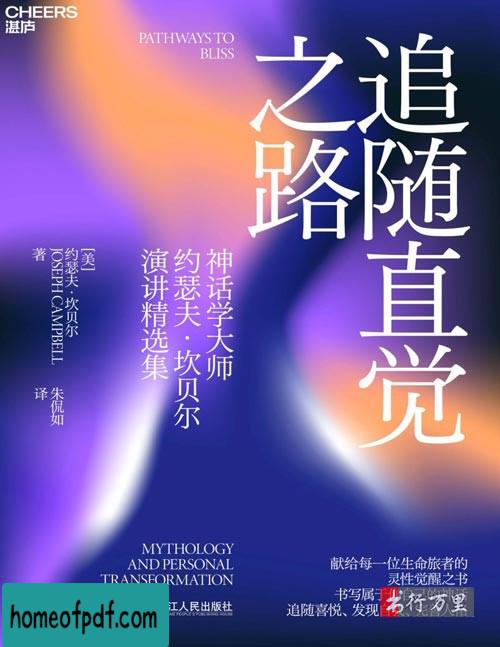 CHEERS
湛庐
PATHWAYS TO
BLISS
追随直觉
之路
神话学大师
约瑟夫·坎贝尔
演讲精选集
[美]
约瑟夫·坎贝尔
JOSEPH CAMPBELL
著
朱侃如
译
MYTHOLOGY
AND PERSONAL
TRANSFORMATION
江人民出版社
献给每一位生命旅者的
灵性觉醒之书
书写属于
追随喜悦、发现
书行万里
homeofpdf.com